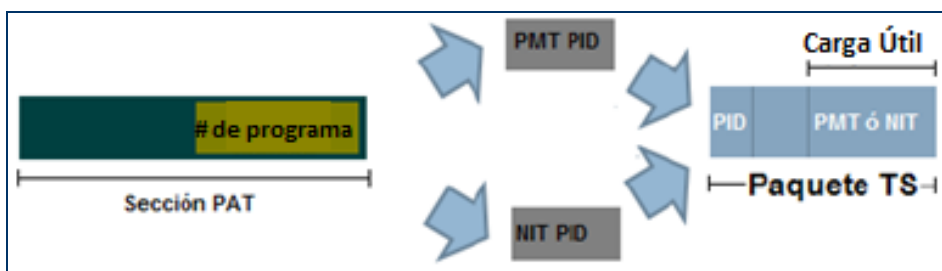 # de programa
Sección PAT
PMT PID
NIT PID
Carga Útil
PID
PMT ó NIT
Paquete TS